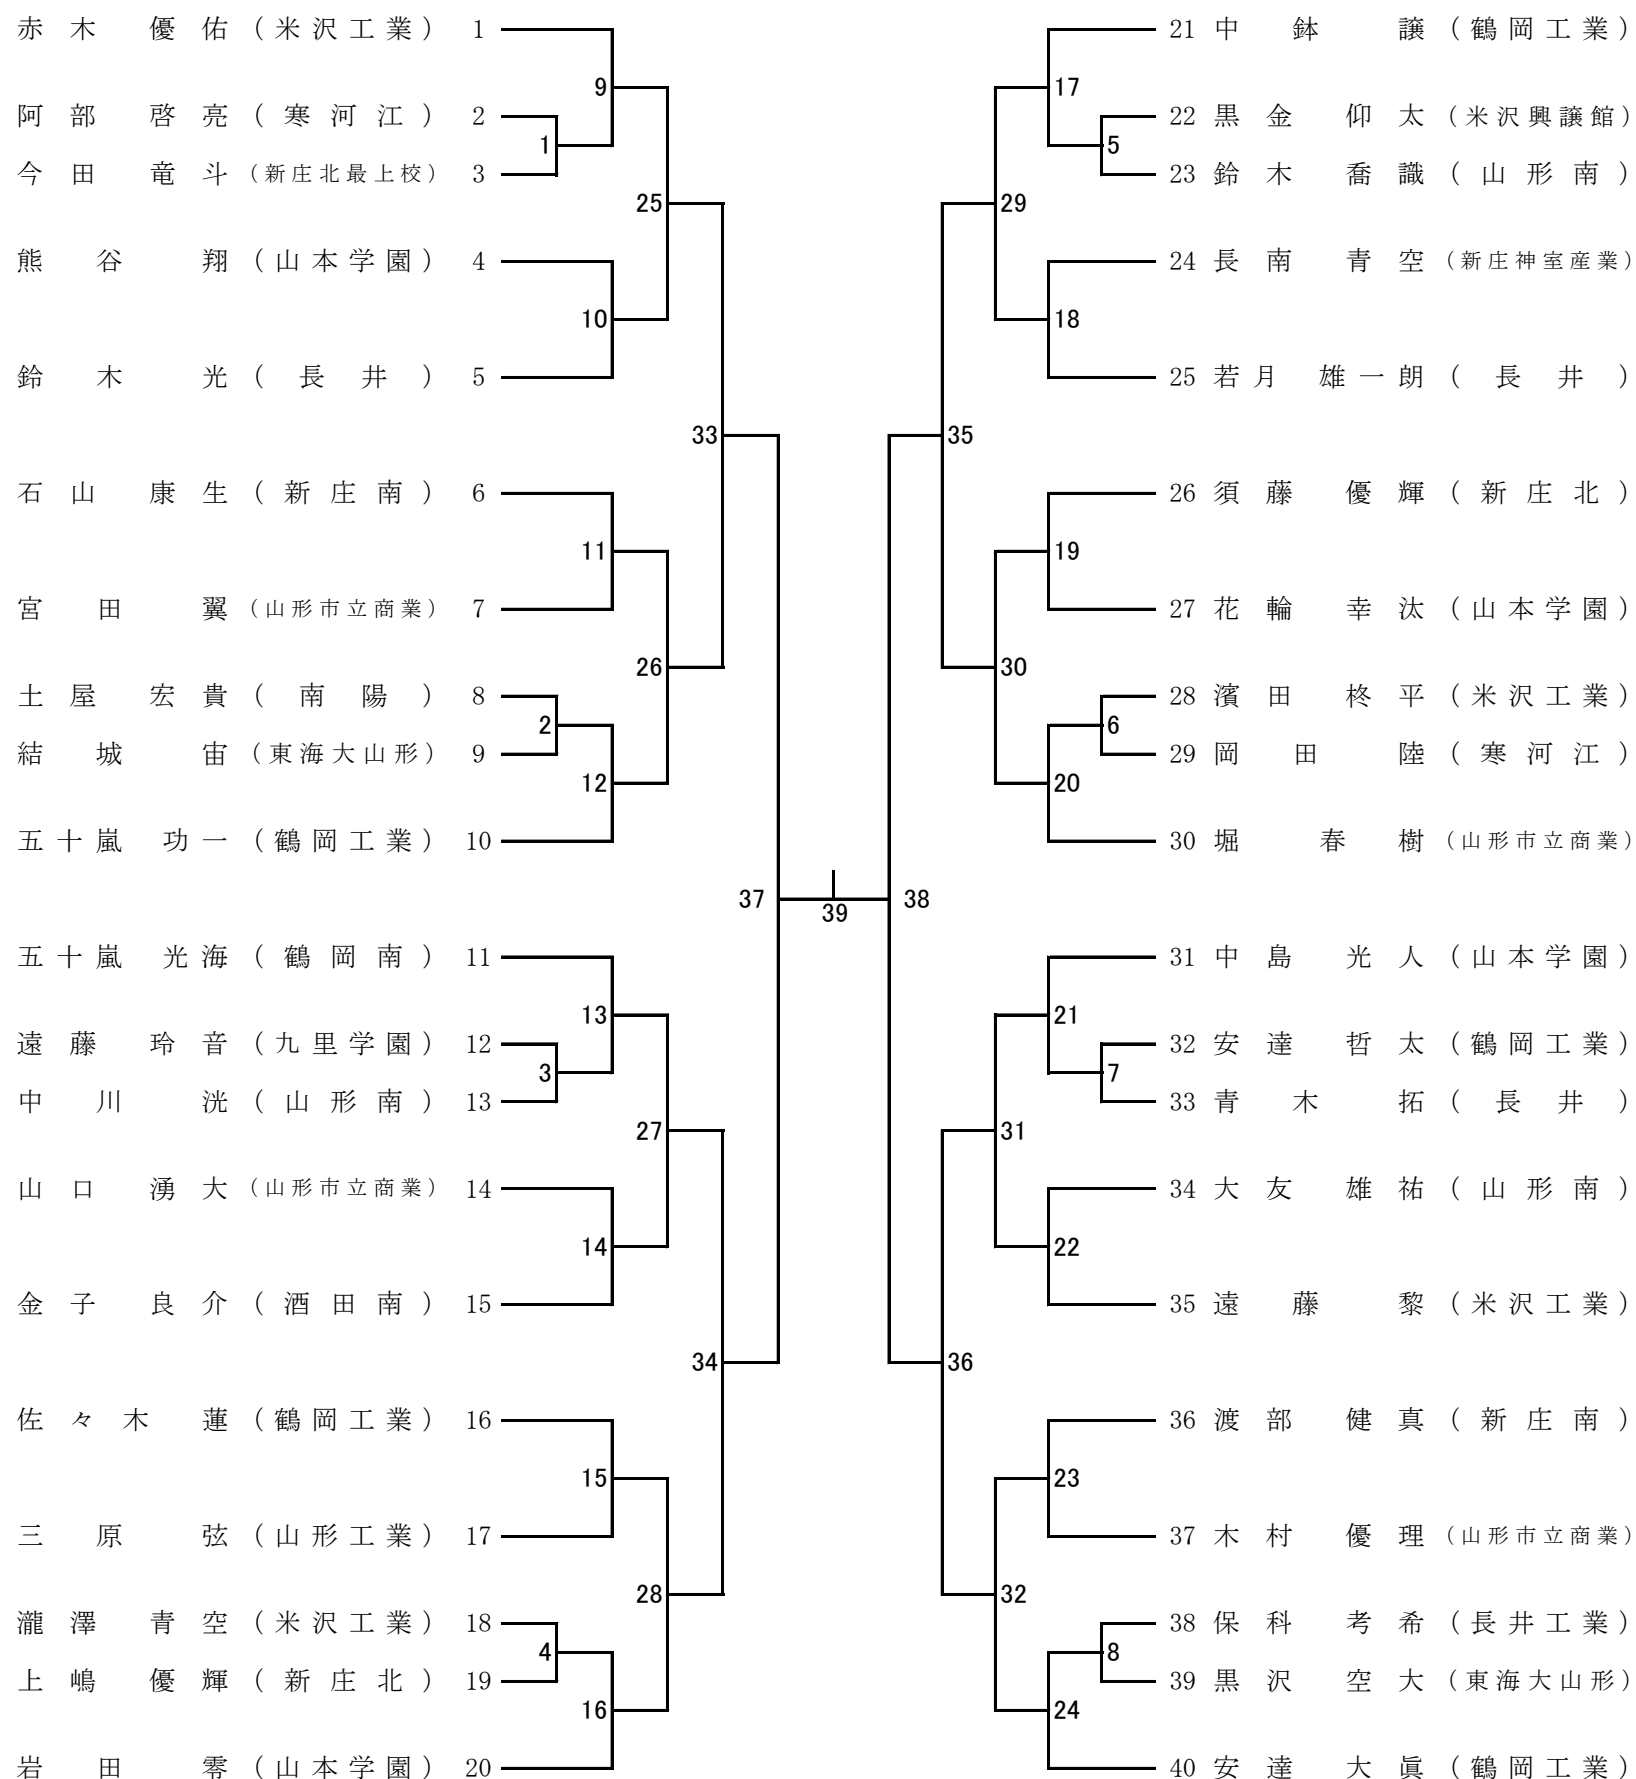 赤木 優佑 (米沢工業) 1
9
阿部 啓亮 (寒河江) 2
1
今田 竜斗 (新庄北最上校) 3
25
熊谷 翔 (山本学園) 4
10
鈴木 光 (長井) 5
33
石山 康生 (新庄南) 6
11
宮田 翼 (山形市立商業) 7
26
土屋 宏貴 (南陽) 8
2
結城 宙 (東海大山形) 9
12
五十嵐 功一 (鶴岡工業) 10
37
39
五十嵐 光海 (鶴岡南) 11
13
遠藤 玲音 (九里学園) 12
3
中川 洸 (山形南) 13
27
山口 湧大 (山形市立商業) 14
14
金子 良介 (酒田南) 15
34
佐々木 蓮 (鶴岡工業) 16
15
三原 弦 (山形工業) 17
28
瀧澤 青空 (米沢工業) 18
4
上嶋 優輝 (新庄北) 19
16
岩田 零 (山本学園) 20
21 中鉢 譲 (鶴岡工業)
17
22 黒金 仰太 (米沢興譲館)
5
23 鈴木 喬識 (山形南)
29
24 長南 青空 (新庄神室産業)
18
25 若月 雄一朗 (長井)
35
26 須藤 優輝 (新庄北)
19
27 花輪 幸汰 (山本学園)
30
28 濱田 柊平 (米沢工業)
6
29 岡田 陸 (寒河江)
20
30 堀 春樹 (山形市立商業)
38
31 中島 光人 (山本学園)
21
32 安達 哲太 (鶴岡工業)
7
33 青木 拓 (長井)
31
34 大友 雄祐 (山形南)
22
35 遠藤 黎 (米沢工業)
36
36 渡部 健真 (新庄南)
23
37 木村 優理 (山形市立商業)
32
38 保科 考希 (長井工業)
8
39 黒沢 空大 (東海大山形)
24
40 安達 大眞 (鶴岡工業)